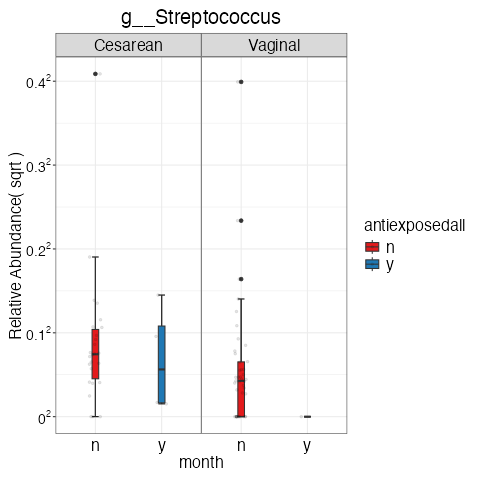 g__Streptococcus
Cesarean
Vaginal
Relative Abundance( sqrt )
0.4²
0.3²
0.2²
0.1²
0²
n
y
n
y
month
antiexposedall
n
y